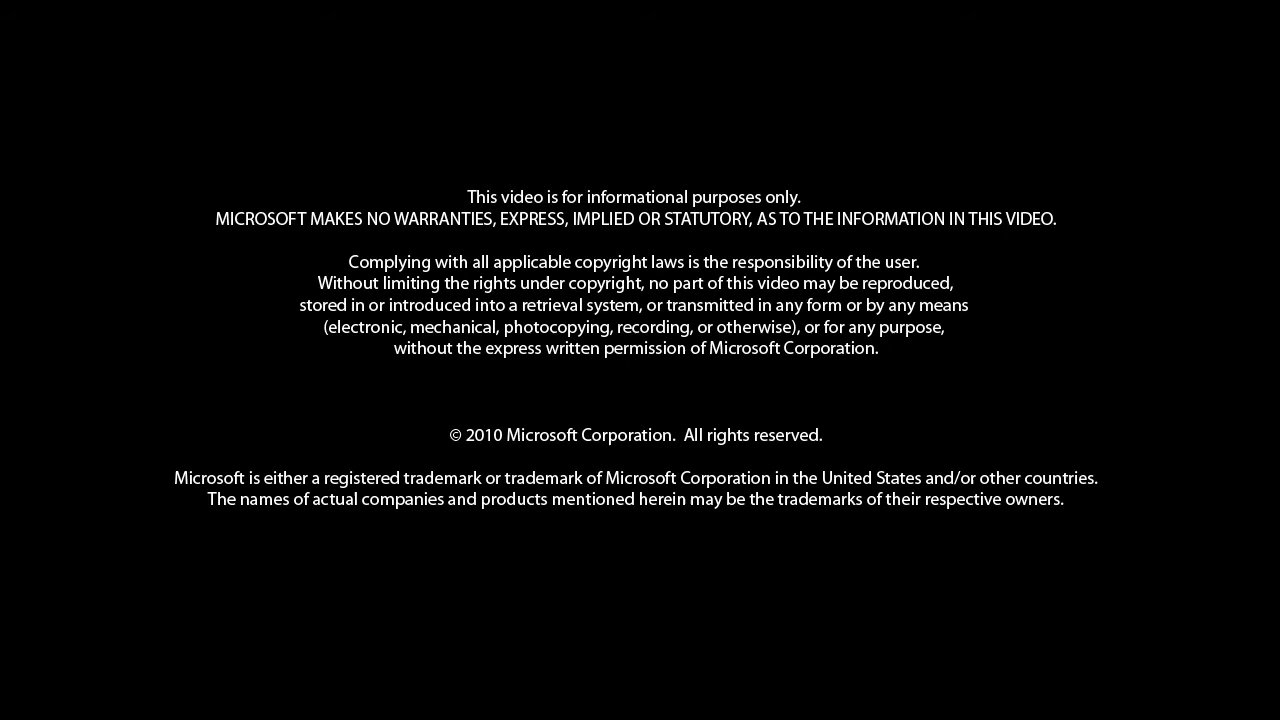 This video is for informational purposes only.
MICROSOFT MAKES NO WARRANTIES, EXPRESS, IMPLIED OR STATUTORY, AS TO THE INFORMATION IN THIS VIDEO.
Complying with all applicable copyright laws is the responsibility of the user.
Without limiting the rights under copyright, no part of this video may be reproduced,
stored in or introduced into a retrieval system, or transmitted in any form or by any means
(electronic, mechanical, photocopying, recording, or otherwise), or for any purpose,
without the express written permission of Microsoft Corporation.
© 2010 Microsoft Corporation.  All rights reserved.
Microsoft is either a registered trademark or trademark of Microsoft Corporation in the United States and/or other countries.
The names of actual companies and products mentioned herein may be the trademarks of their respective owners.